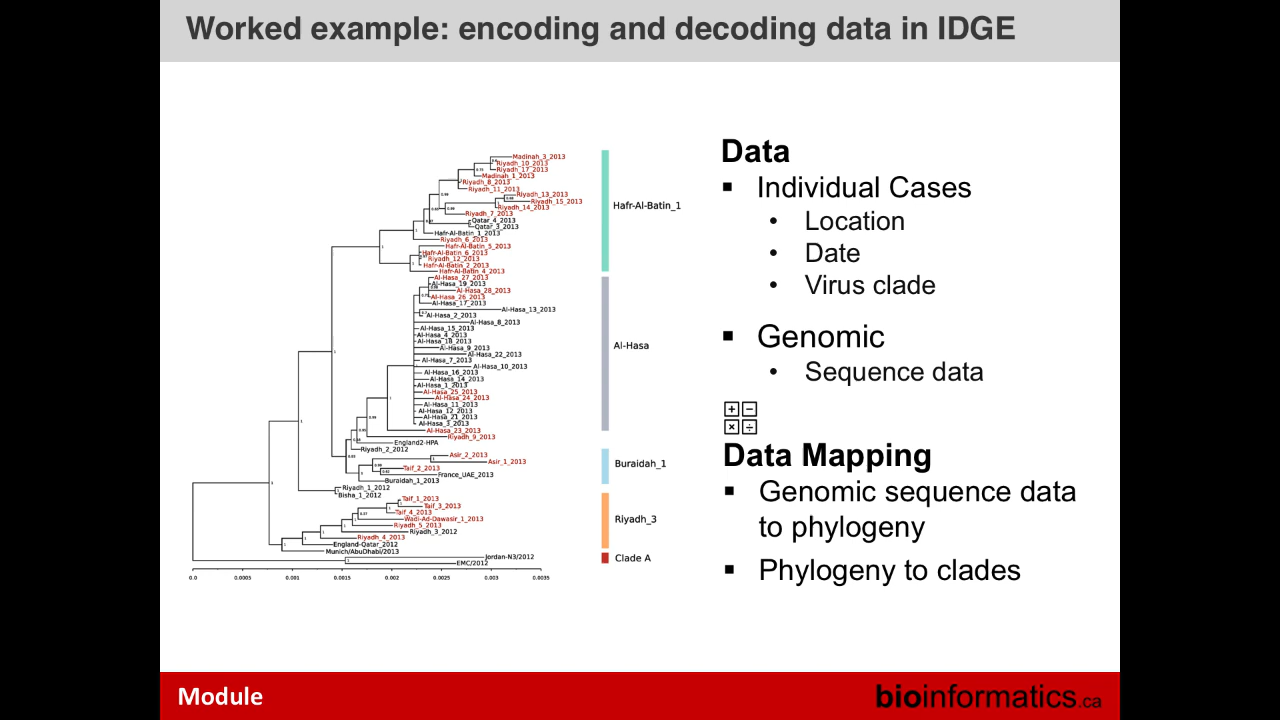 Worked example: encoding and decoding data in IDGE
Madinah_3_2013
Riyadh_10_2013
Riyadh_17_2013
Madinah_1_2013
Riyadh_8_2013
Riyadh_11_2013
Riyadh_13_2013
Riyadh_15_2013
Riyadh_14_2013
Riyadh_7_2013
Qatar_4_2013
Qatar_3_2013
Hafr-Al-Batin_1_2013
Riyadh_6_2013
Hafr-Al-Batin_5_2013
Hafr-Al-Batin_6_2013
Riyadh_12_2013
Hafr-Al-Batin_2_2013
Hafr-Al-Batin_4_2013
Al-Hasa_27_2013
Al-Hasa_19_2013
Al-Hasa_28_2013
Al-Hasa_26_2013
Al-Hasa_17_2013
Al-Hasa_13_2013
Al-Hasa_2_2013
Al-Hasa_8_2013
Al-Hasa_15_2013
Al-Hasa_4_2013
Al-Hasa_18_2013
Al-Hasa_9_2013
Al-Hasa_22_2013
Al-Hasa_7_2013
Al-Hasa_10_2013
Al-Hasa_16_2013
Al-Hasa_14_2013
Al-Hasa_1_2013
Al-Hasa_25_2013
Al-Hasa_24_2013
Al-Hasa_11_2013
Al-Hasa_12_2013
Al-Hasa_21_2013
Al-Hasa_3_2013
Al-Hasa_23_2013
Riyadh_9_2013
England2-HPA
Riyadh_2_2012
Asir_2_2013
Asir_1_2013
Taif_2_2013
France_UAE_2013
Buraidah_1_2013
Riyadh_1_2012
Bisha_1_2012
Taif_1_2013
Taif_3_2013
Taif_4_2013
Wadi-Ad-Dawasir_1_2013
Riyadh_5_2013
Riyadh_3_2012
Riyadh_4_2013
England-Qatar_2012
Munich/AbuDhabi/2013
Jordan-N3/2012
EMC/2012
0.0 0.0005 0.001 0.0015 0.002 0.0025 0.003 0.0035
Hafr-Al-Batin_1
Al-Hasa
Buraidah_1
Riyadh_3
Clade A
Data
Individual Cases
Location
Date
Virus clade
Genomic
Sequence data
Data Mapping
Genomic sequence data
to phylogeny
Phylogeny to clades
Module
bioinformatics.ca